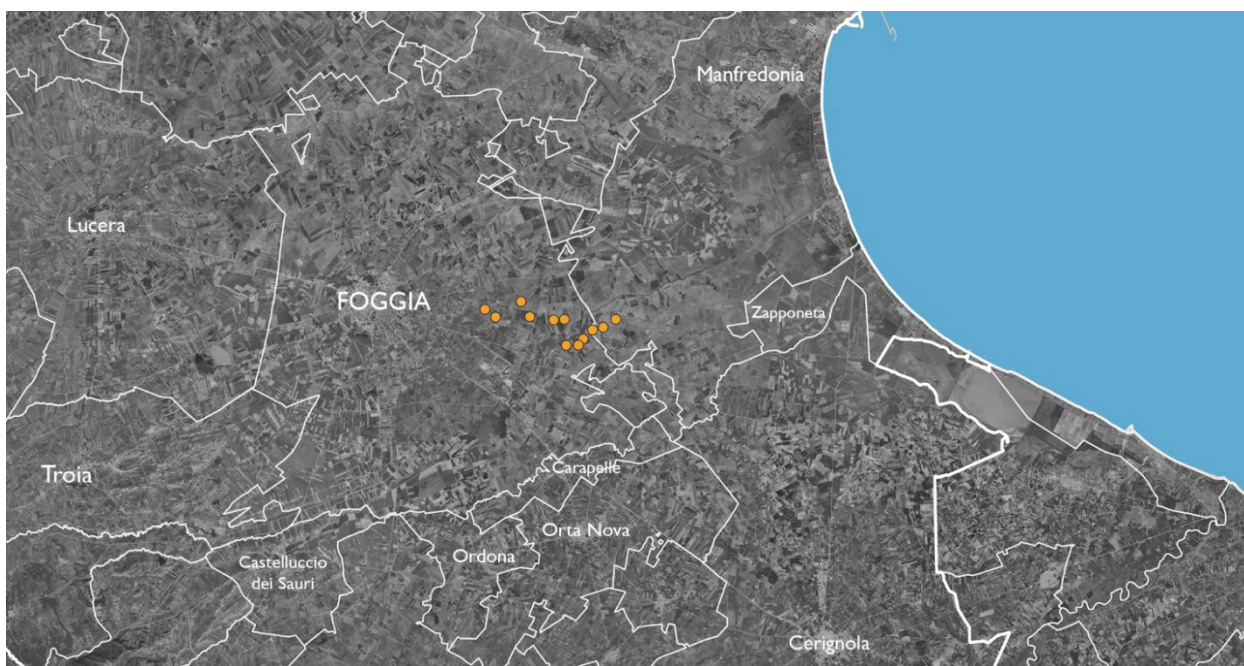 Manfredonia
Lucera
FOGGIA
Zapponeta
Troia
Carapelle
Orta Nova
Ordona
Castelluccio
dei Sauri
Cerignola